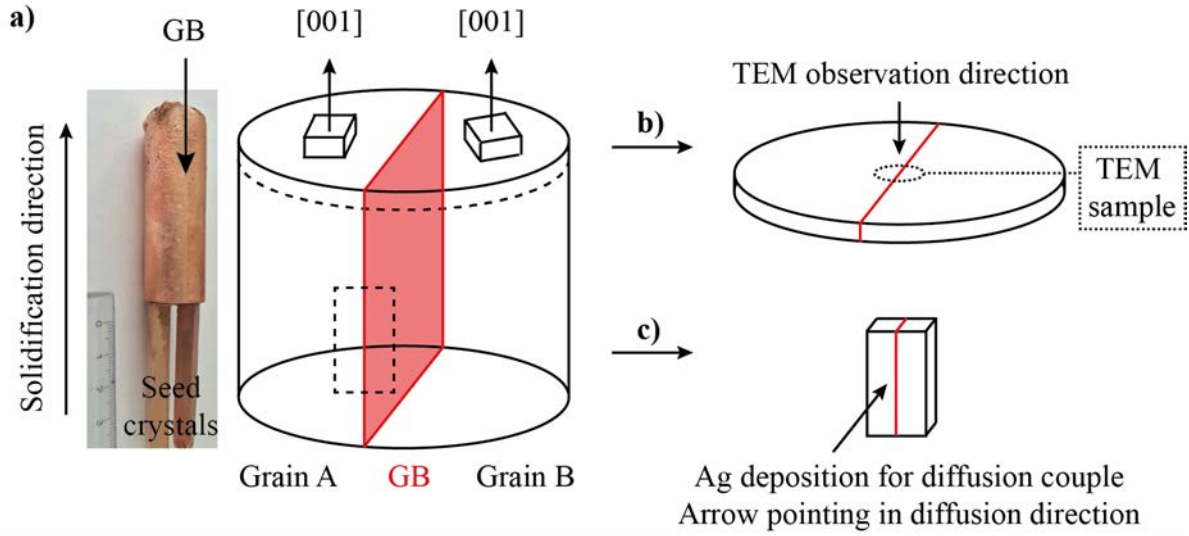 a)
GB
[001]
[001]
Solidification direction
Seed
crystals
0
Grain A
GB
Grain B
b)
TEM observation direction
TEM
sample
c)
Ag deposition for diffusion couple
Arrow pointing in diffusion direction